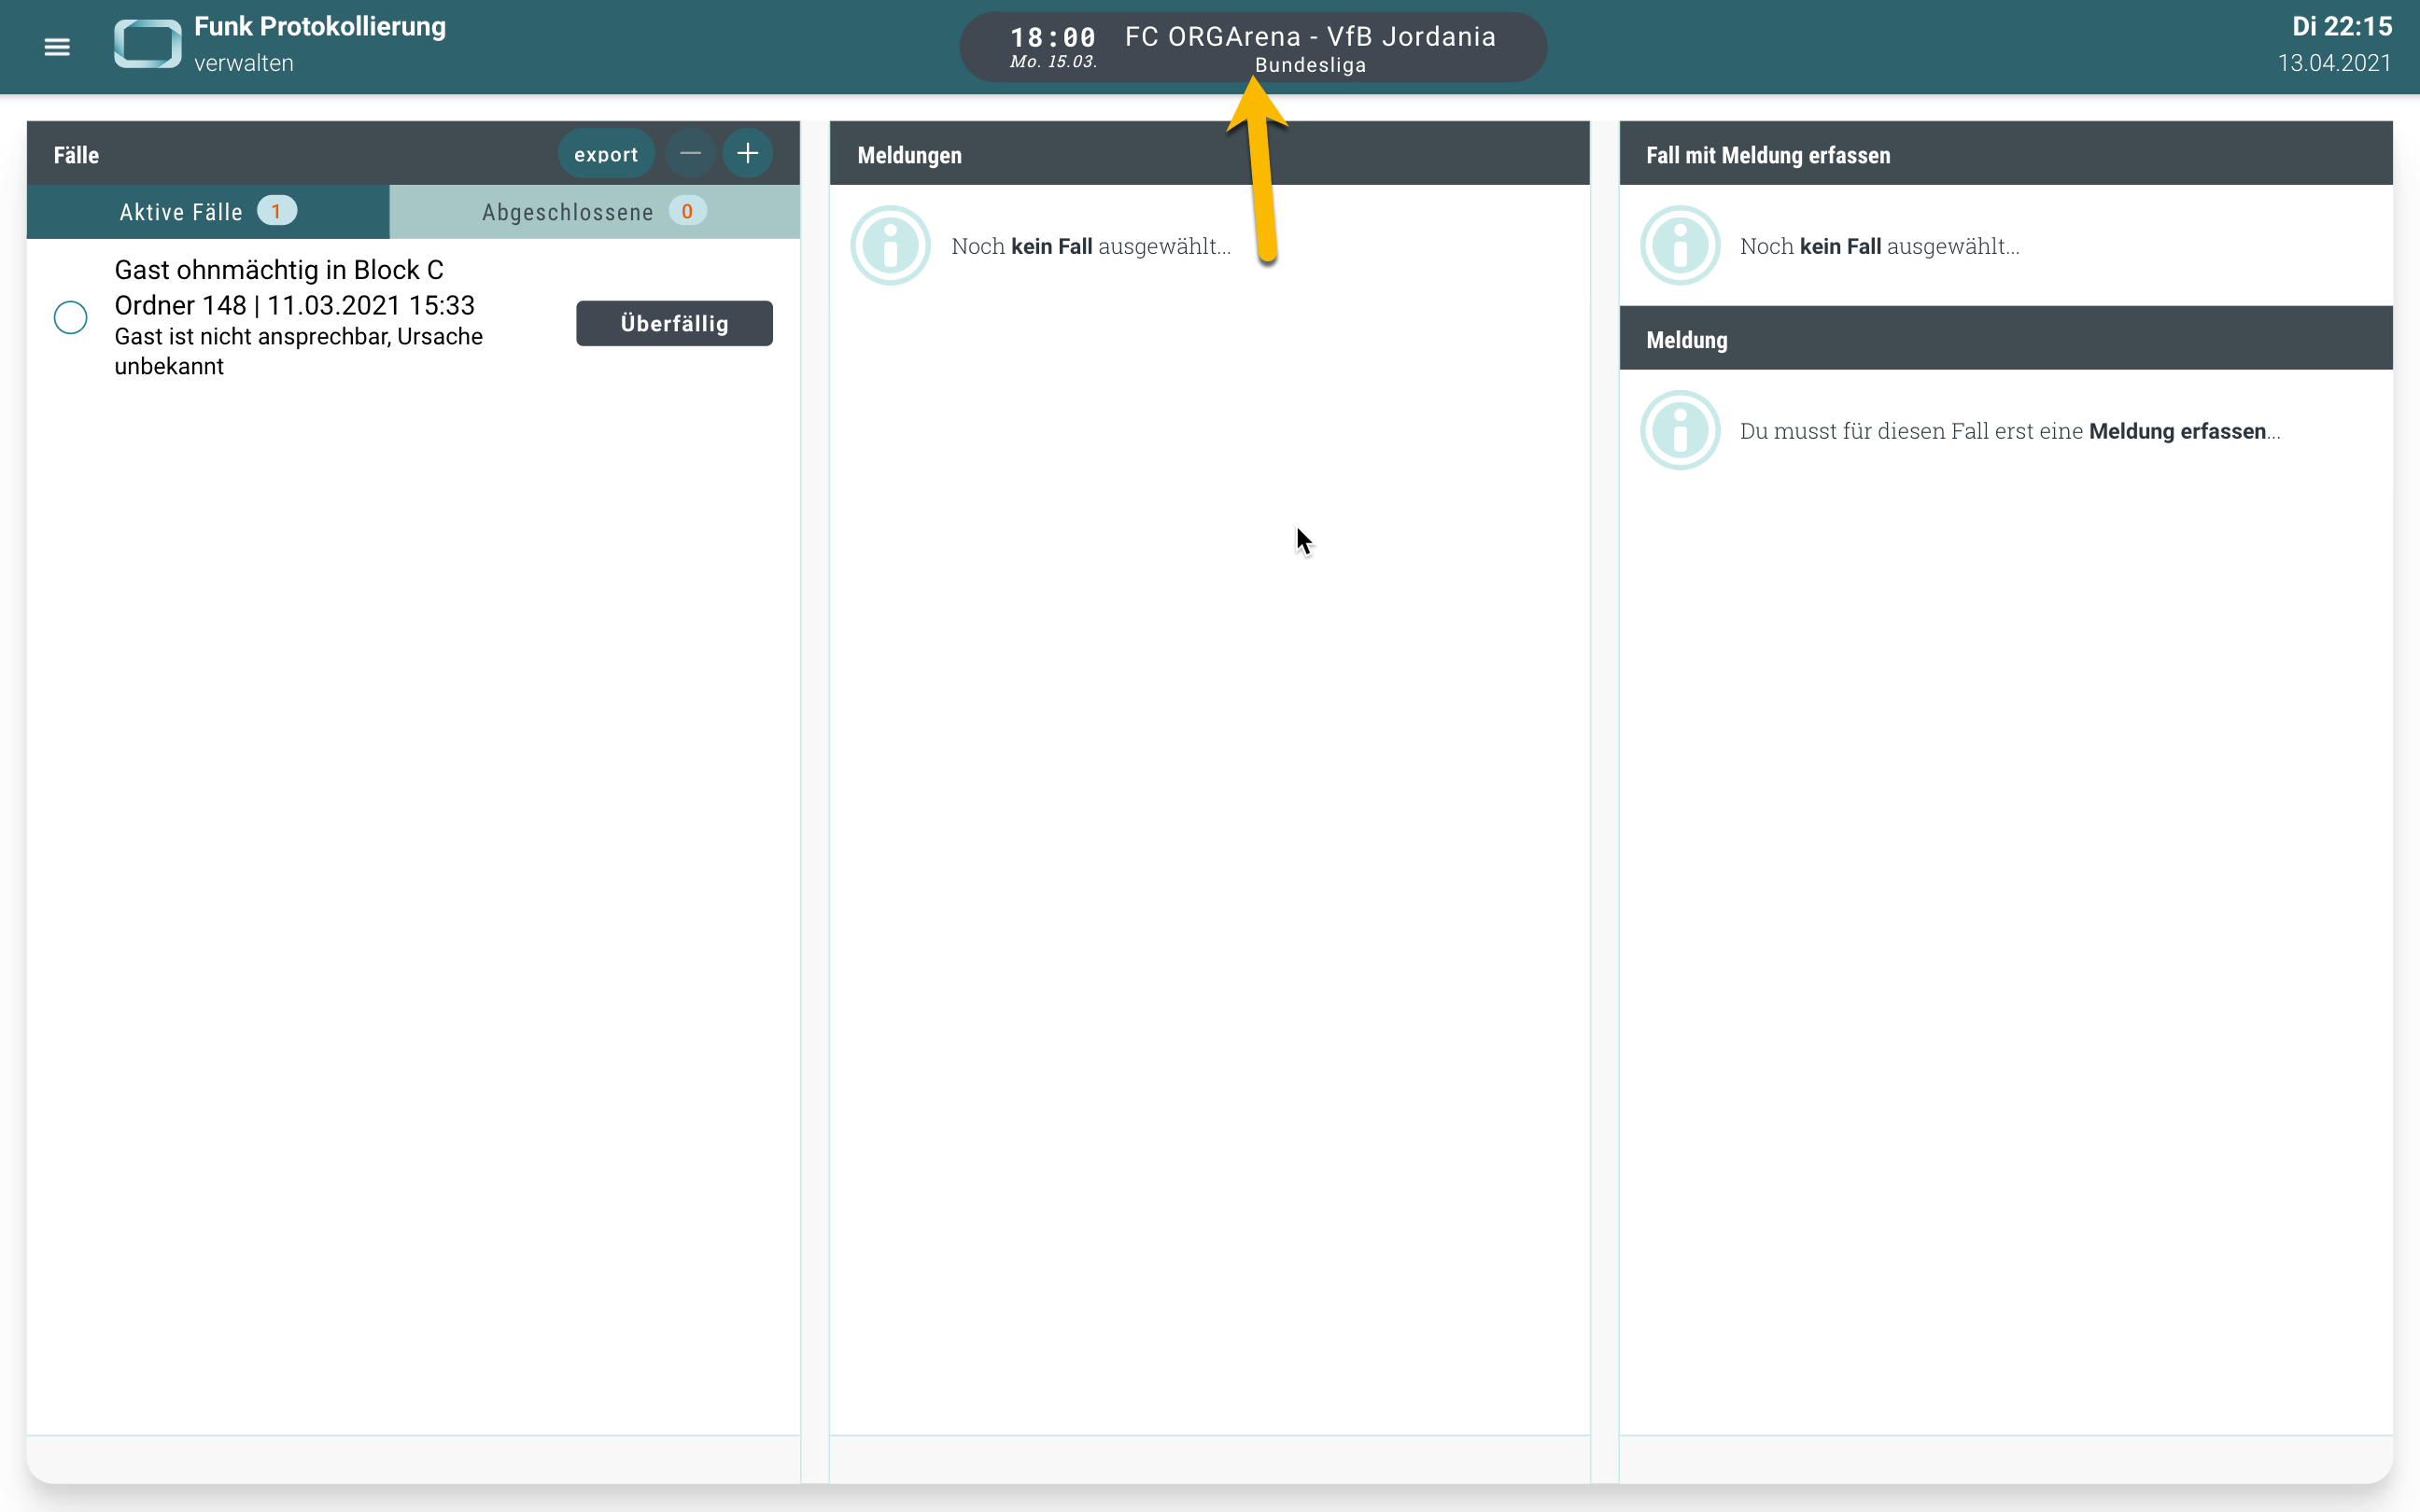 Funk Protokollierung
verwalten
18:00
Mo. 15.03.
FC ORGArena - VfB Jordania
Bundesliga
Di 22:15
13.04.2021
Fälle
export
Aktive Fälle 1
Abgeschlossene 0
Gast ohnmächtig in Block C
Ordner 148 | 11.03.2021 15:33
Gast ist nicht ansprechbar, Ursache
unbekannt
Überfällig
Meldungen
Noch kein Fall ausgewählt...
Fall mit Meldung erfassen
Noch kein Fall ausgewählt...
Meldung
Du musst für diesen Fall erst eine Meldung erfassen...